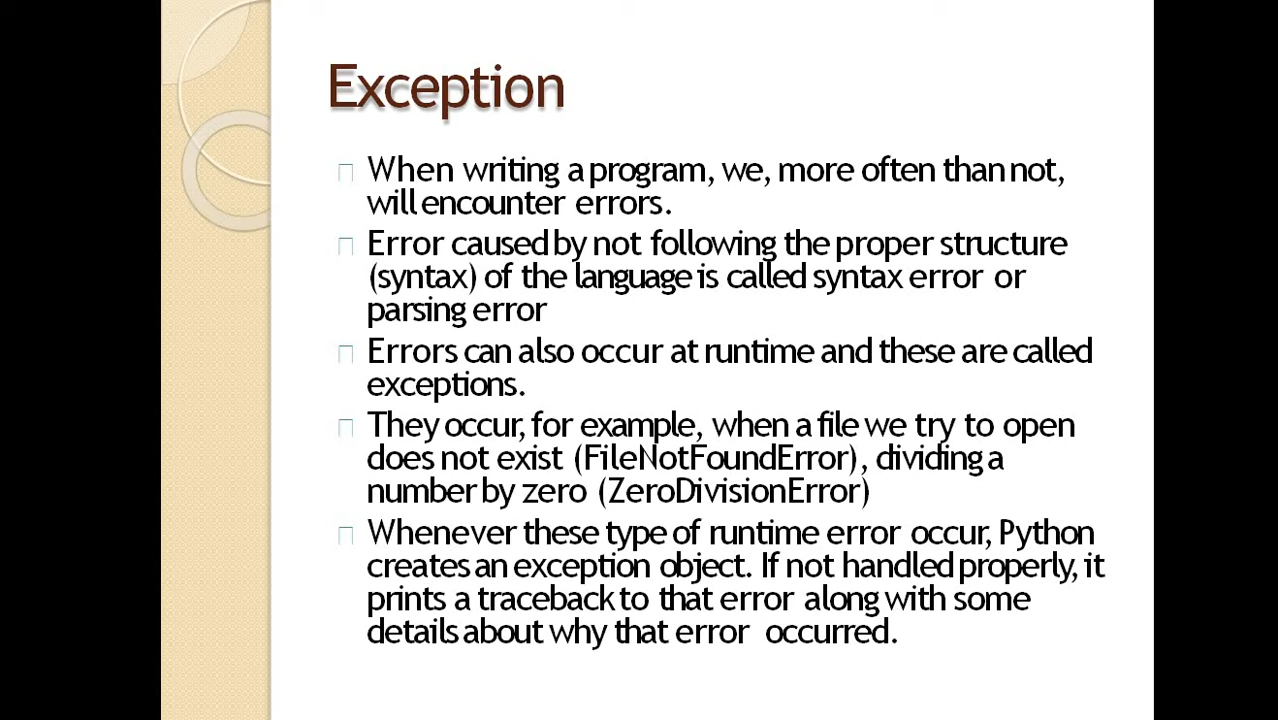 Exception
When writing a program, we, more often than not,
will encounter errors.
Error caused by not following the proper structure
(syntax) of the language is called syntax error or
parsing error
Errors can also occur at runtime and these are called
exceptions.
They occur, for example, when a file we try to open
does not exist (FileNotFoundError), dividing a
number by zero (ZeroDivisionError)
Whenever these type of runtime error occur, Python
creates an exception object. If not handled properly, it
prints a traceback to that error along with some
details about why that error occurred.